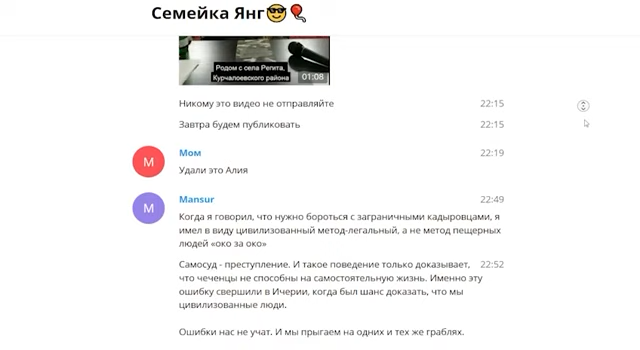 Семейка Янг😎🎈
Родом с села Регита,
Курчалоевского района
01:08
Никому это видео не отправляйте 22:15
Завтра будем публиковать 22:15
М
Мом 22:19
Удали это Алия
M
Mansur 22:49
Когда я говорил, что нужно бороться с заграничными кадыровцами, я
имел в виду цивилизованный метод-легальный, а не метод пещерных
людей «око за око»
Самосуд - преступление. И такое поведение только доказывает, 22:52
что чеченцы не способны на самостоятельную жизнь. Именно эту
ошибку свершили в Ичерии, когда был шанс доказать, что мы
цивилизованные люди.
Ошибки нас не учат. И мы прыгаем на одних и тех же граблях.